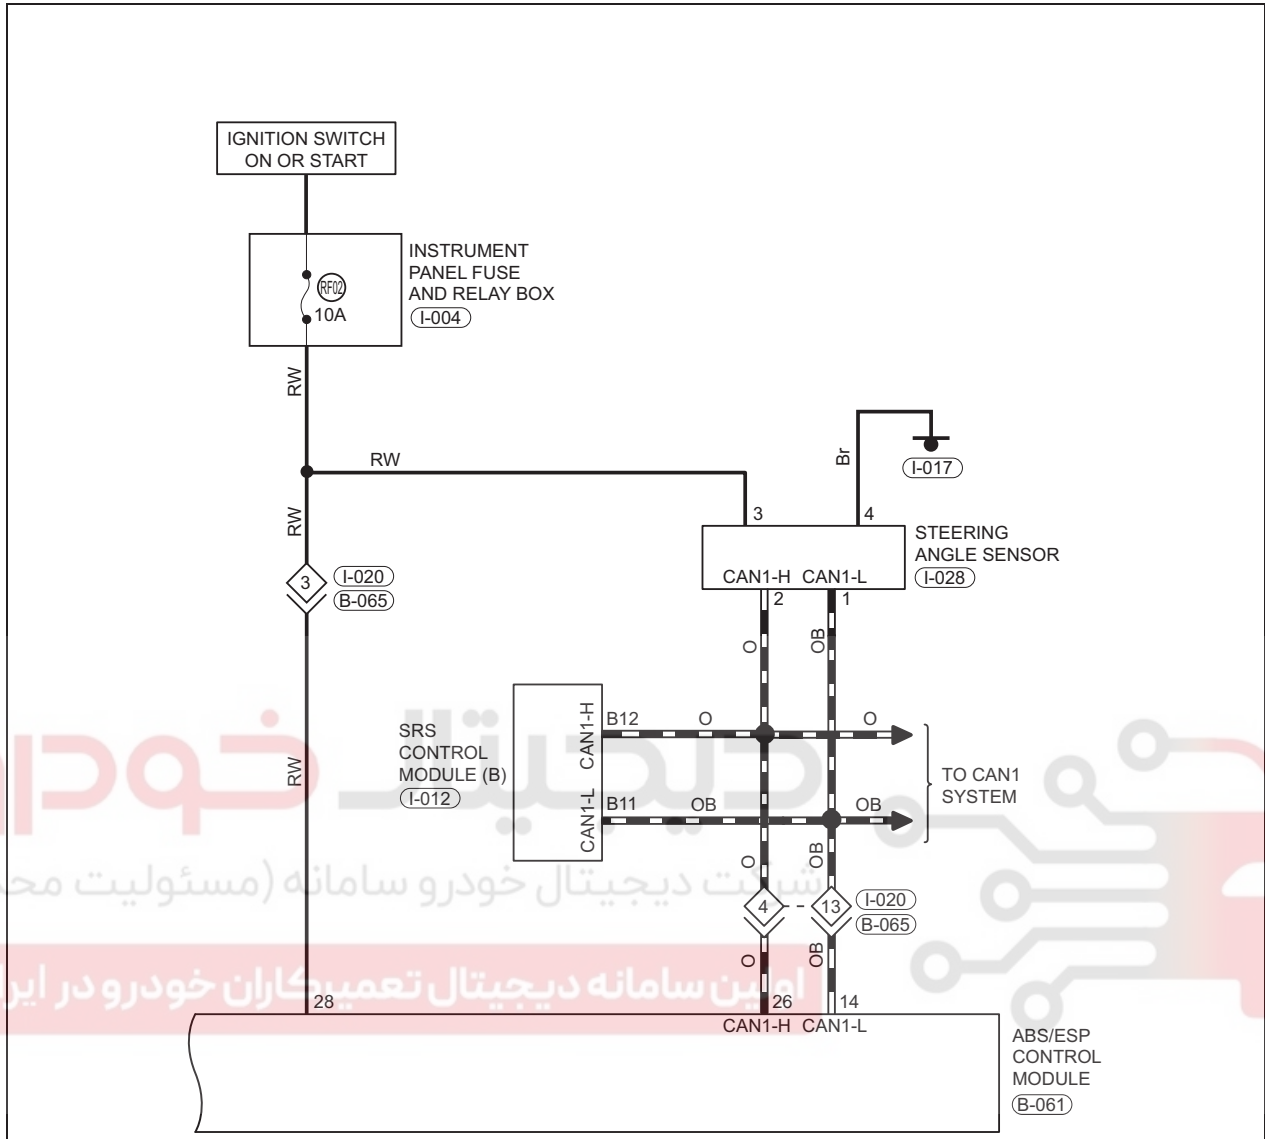 IGNITION SWITCH
ON OR START
INSTRUMENT
PANEL FUSE
AND RELAY BOX
I-004
RF02
10A
RW
RW
RW
Br
I-017
3
4
STEERING
ANGLE SENSOR
I-028
CAN1-H
CAN1-L
2
1
3
I-020
B-065
O
OB
SRS
CONTROL
MODULE (B)
I-012
CAN1-H
CAN1-L
B12
O
O
B11
OB
OB
TO CAN1
SYSTEM
RW
دیجیتال خودرو
شرکت دیجیتال خودرو سامانه (مسئولیت
O
OB
4
13
I-020
B-065
O
OB
اولین سامانه دیجیتال تعمیرکاران خودرو در
28
26
14
CAN1-H
CAN1-L
ABS/ESP
CONTROL
MODULE
B-061